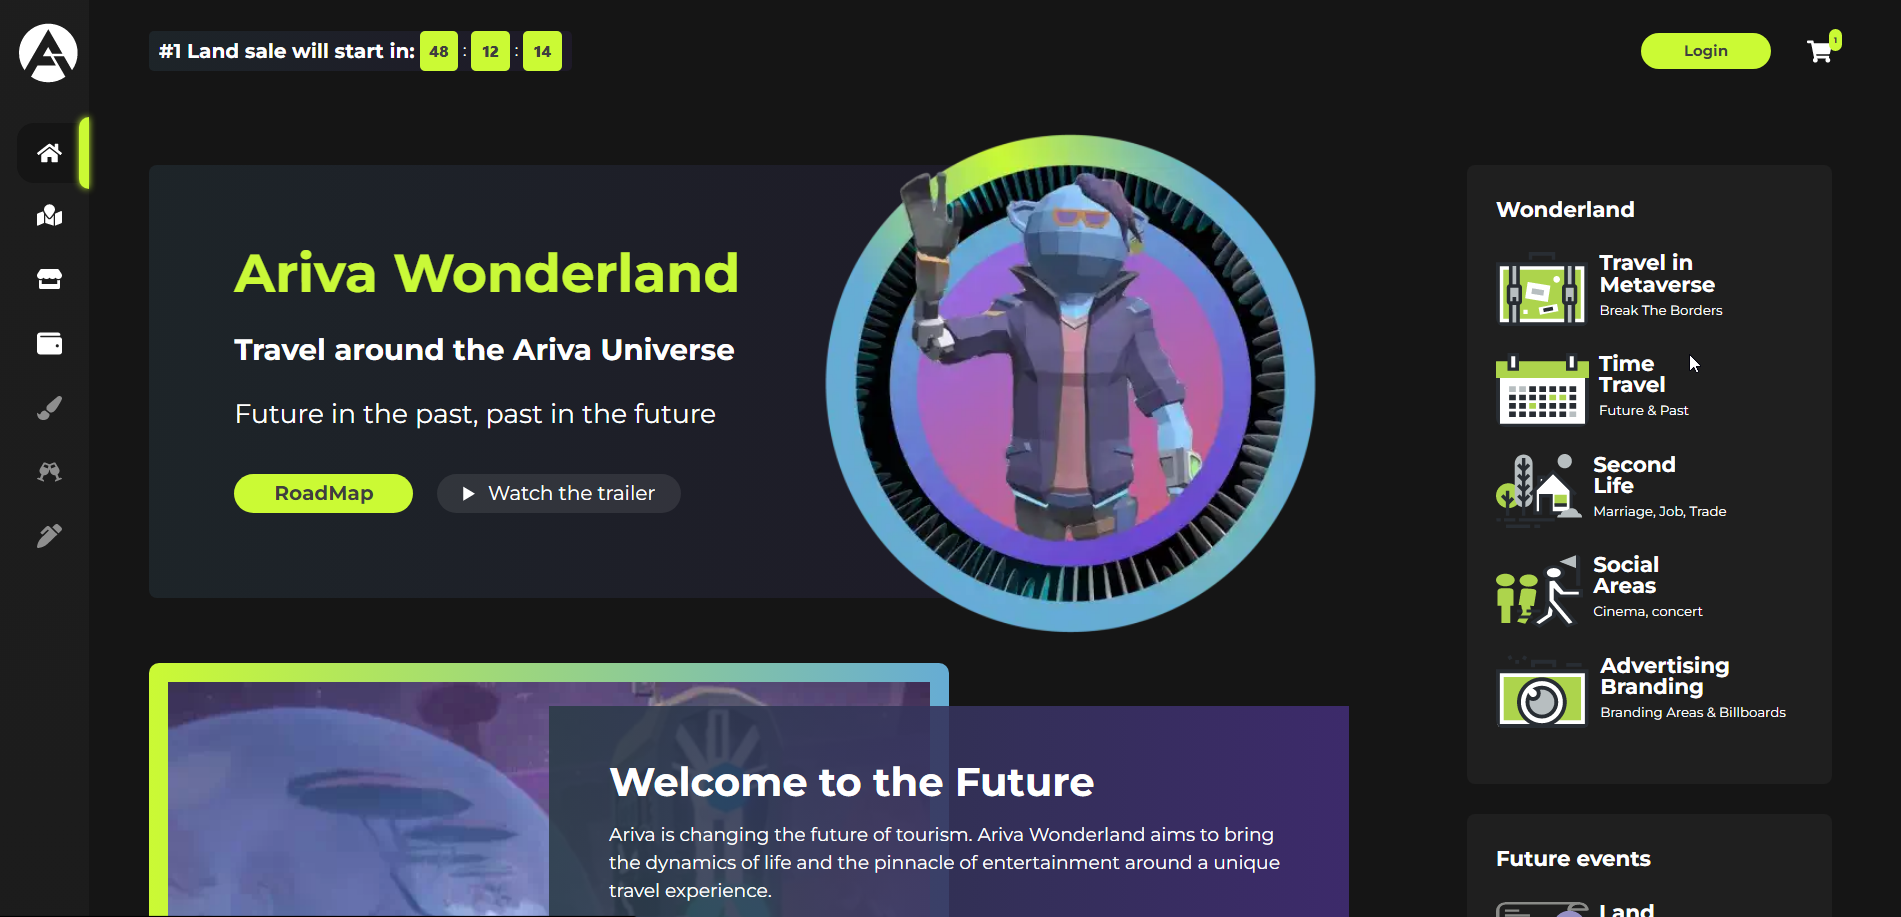 #1 Land sale will start in: 48 : 12 : 14
Login
1
Ariva Wonderland
Travel around the Ariva Universe
Future in the past, past in the future
RoadMap
Watch the trailer
Welcome to the Future
Ariva is changing the future of tourism. Ariva Wonderland aims to bring
the dynamics of life and the pinnacle of entertainment around a unique
travel experience.
Wonderland
Travel in
Metaverse
Break The Borders
Time
Travel
Future & Past
Second
Life
Marriage, Job, Trade
Social
Areas
Cinema, concert
Advertising
Branding
Branding Areas & Billboards
Future events
Land